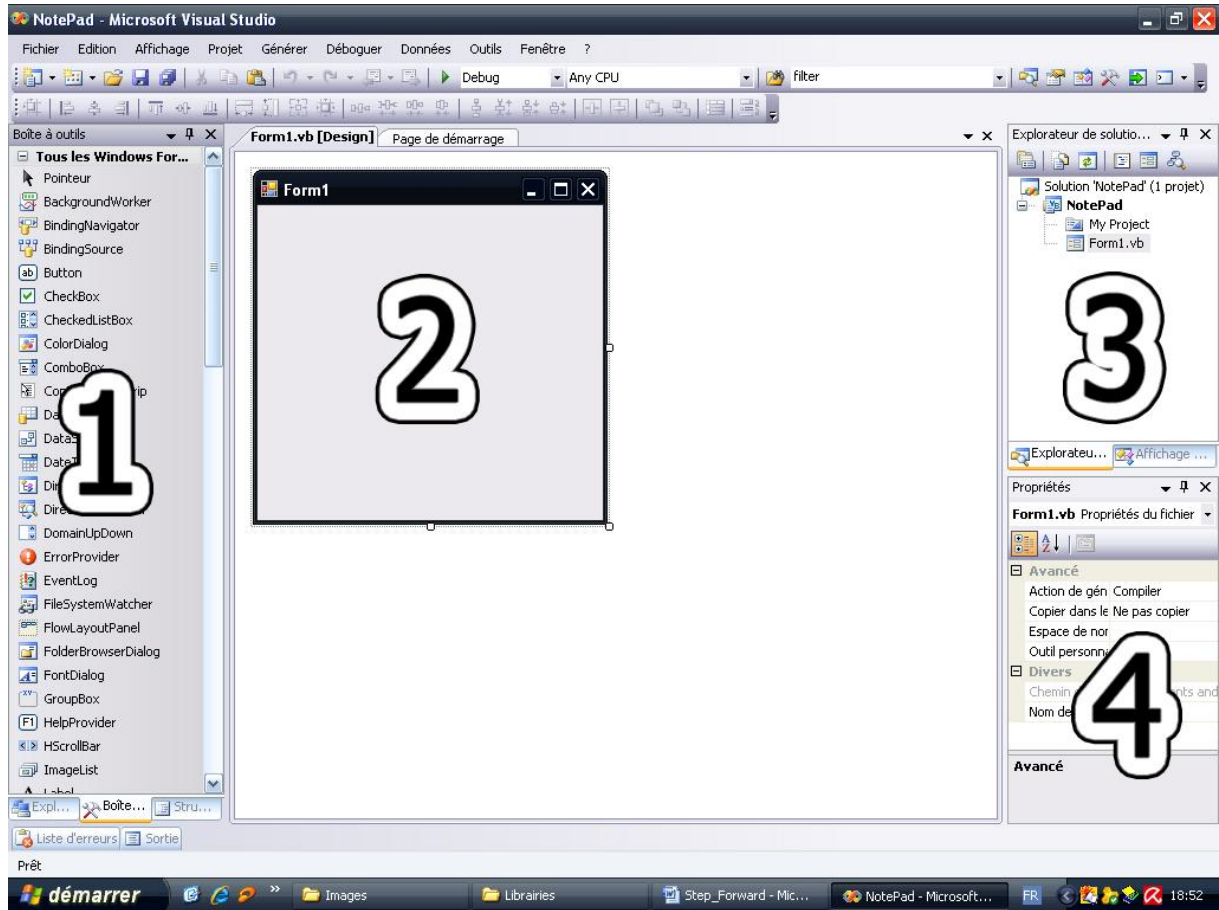 NotePad - Microsoft Visual Studio
Fichier Edition Affichage Projet Générer Déboguer Données Outils Fenêtre ?
Debug Any CPU filter
Boîte à outils
Tous les Windows For...
Pointeur
BackgroundWorker
BindingNavigator
BindingSource
Button
CheckBox
CheckedListBox
ColorDialog
ComboBox
DomainUpDown
ErrorProvider
EventLog
FileSystemWatcher
FlowLayoutPanel
FolderBrowserDialog
FontDialog
GroupBox
HelpProvider
HScrollBar
ImageList
Label
1
Expl... Boîte... Stru...
Form1.vb [Design] Page de démarrage
Form1
2
Explorateur de solutio...
Solution 'NotePad' (1 projet)
NotePad
My Project
Form1.vb
3
Explorateu... Affichage ...
Propriétés
Form1.vb Propriétés du fichier
Avancé
Action de gén Compiler
Copier dans le Ne pas copier
Espace de nor
Outil personn
Divers
Chemin nts and
Nom de
4
Avancé
Liste d'erreurs Sortie
Prêt
démarrer Images Librairies Step_Forward - Mic... NotePad - Microsoft... FR 18:52